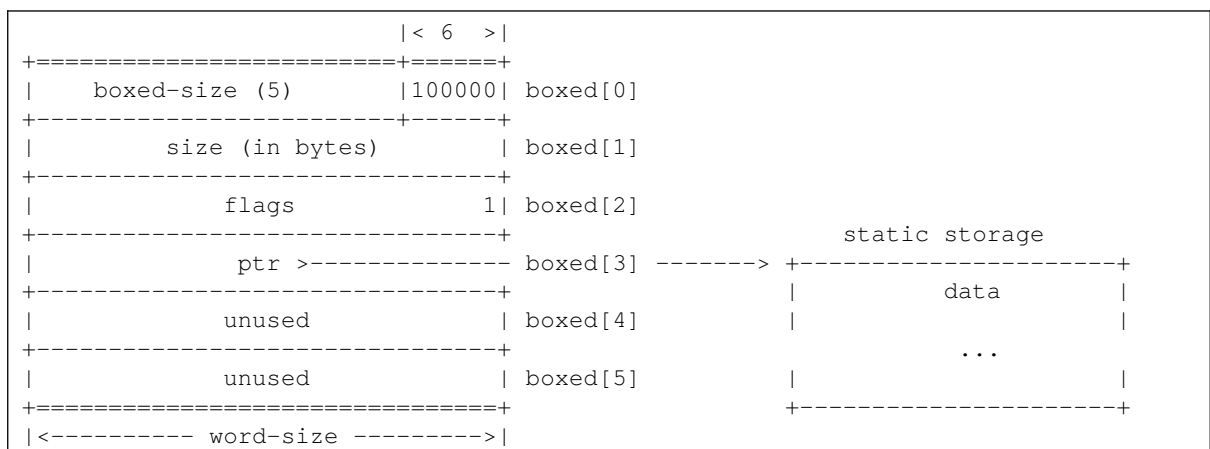 |< 6  >|
+=========================+======+
|    boxed-size (5)       |100000| boxed[0]
+-------------------------+------+
|         size (in bytes)        | boxed[1]
+--------------------------------+
|             flags             1| boxed[2]
+--------------------------------+                       static storage
|              ptr >-------------- boxed[3] -------> +----------------------+
+--------------------------------+                   |          data        |
|             unused             | boxed[4]          |                      |
+--------------------------------+                              ...
|             unused             | boxed[5]          |                      |
+================================+                   +----------------------+
|<---------- word-size --------->|